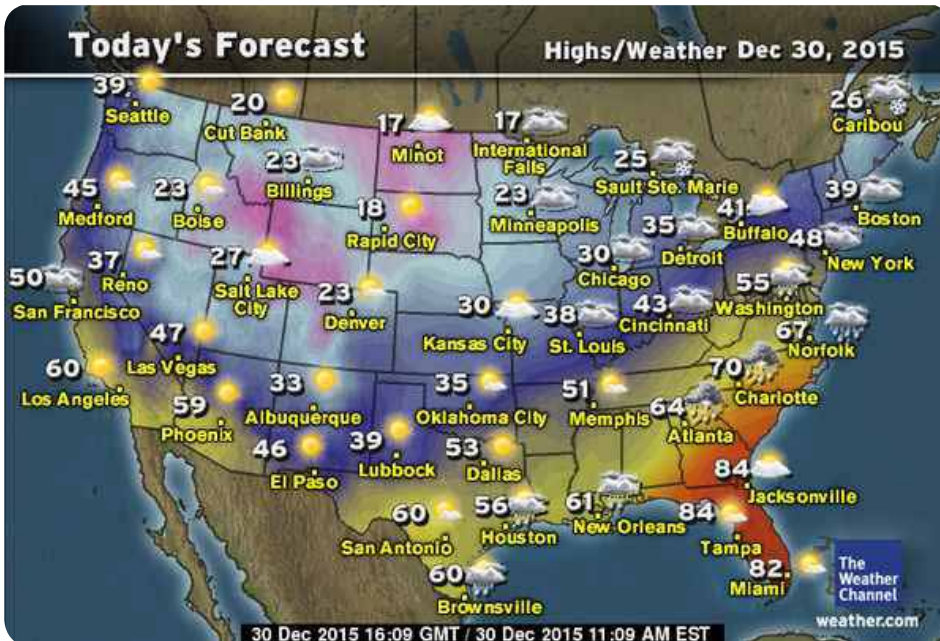 Today's Forecast
Highs/Weather Dec 30, 2015
39
Seattle
20
Cut Bank
17
Minot
17
International
Falls
26
Caribou
23
Billings
25
Sault Ste. Marie
45
Medford
23
Boise
18
Rapid City
23
Minneapolis
35
Detroit
41
Buffalo
39
Boston
50
San Francisco
37
Reno
27
Salt Lake
City
30
Chicago
48
New York
23
Denver
30
Kansas City
38
St. Louis
43
Cincinnati
55
Washington
47
Las Vegas
67
Norfolk
60
Los Angeles
59
Phoenix
33
Albuquerque
35
Oklahoma City
51
Memphis
70
Charlotte
64
Atlanta
46
El Paso
39
Lubbock
53
Dallas
84
Jacksonville
60
San Antonio
56
Houston
61
New Orleans
84
Tampa
60
Brownsville
82
Miami
The
Weather
Channel
weather.com
30 Dec 2015 16:09 GMT / 30 Dec 2015 11:09 AM EST